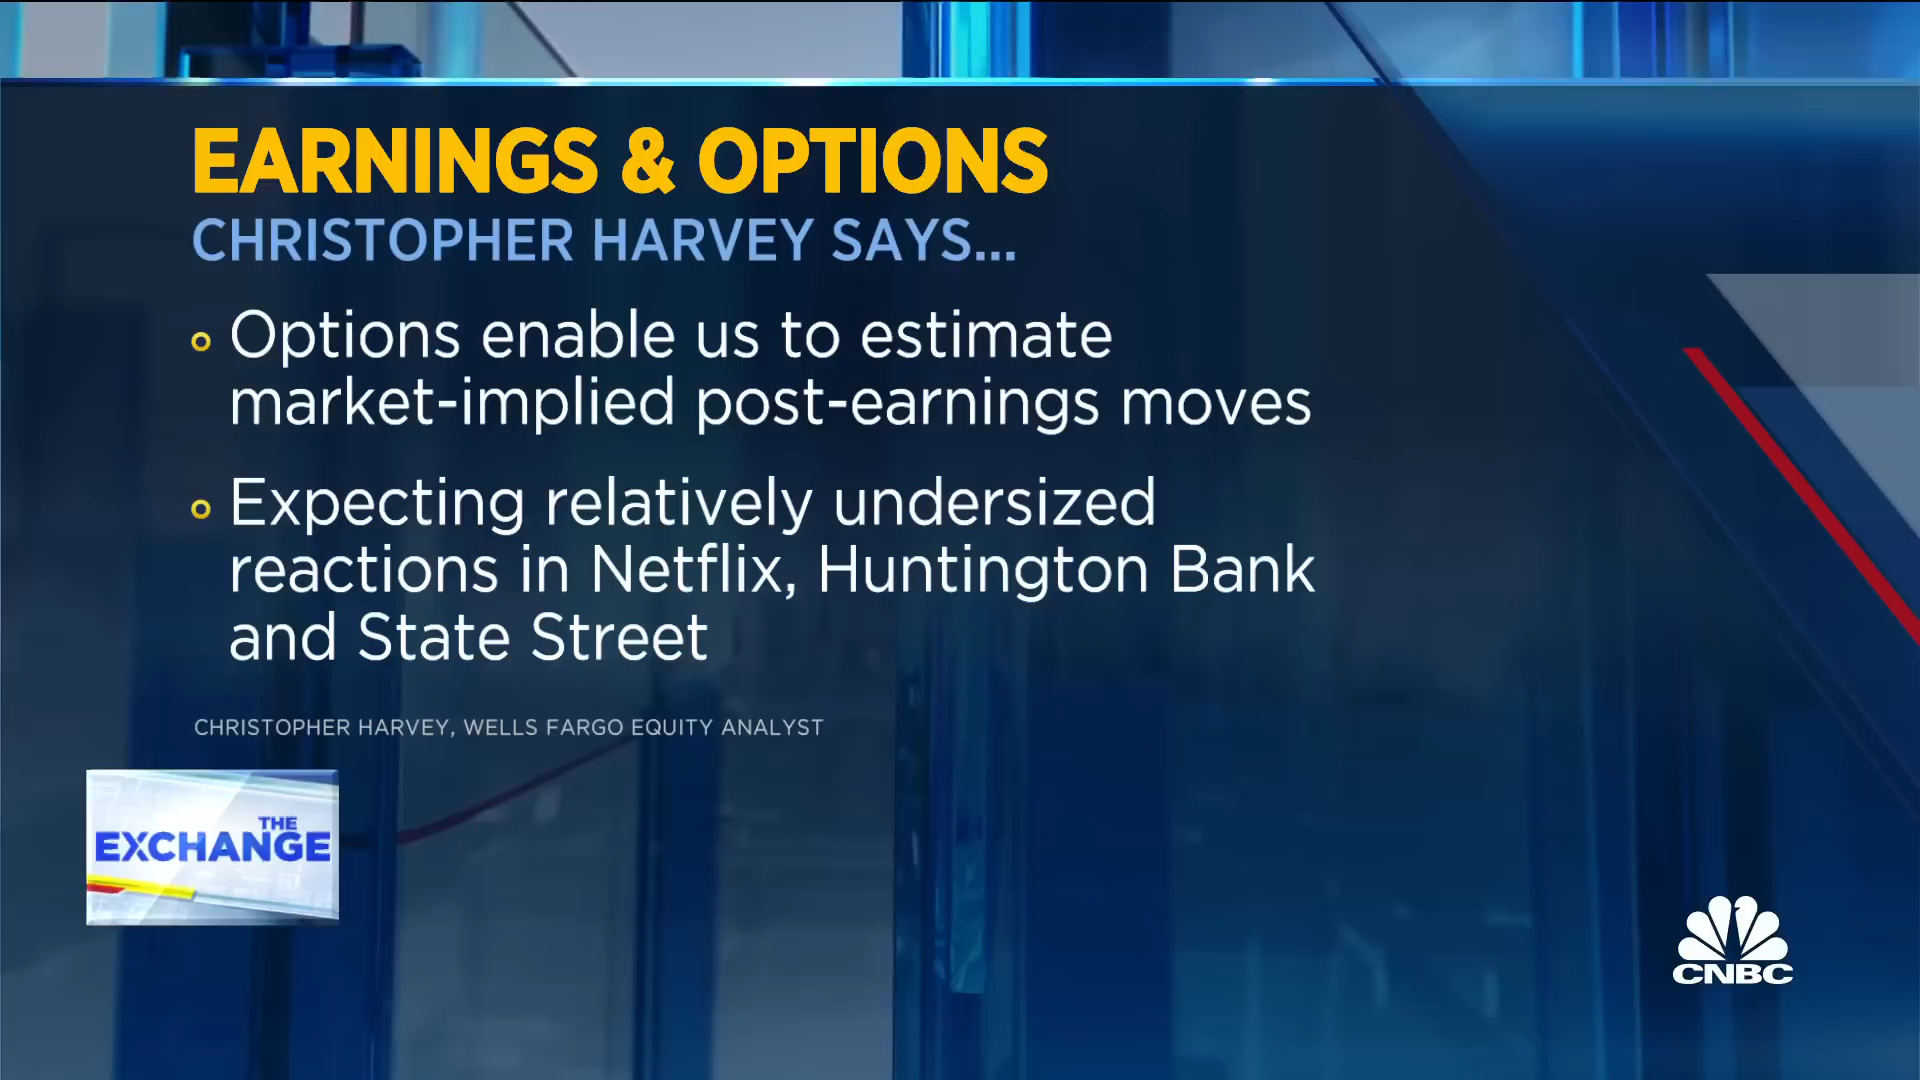 EARNINGS & OPTIONS
CHRISTOPHER HARVEY SAYS...
Options enable us to estimate
market-implied post-earnings moves
Expecting relatively undersized
reactions in Netflix, Huntington Bank
and State Street
CHRISTOPHER HARVEY, WELLS FARGO EQUITY ANALYST
THE
EXCHANGE
CNBC